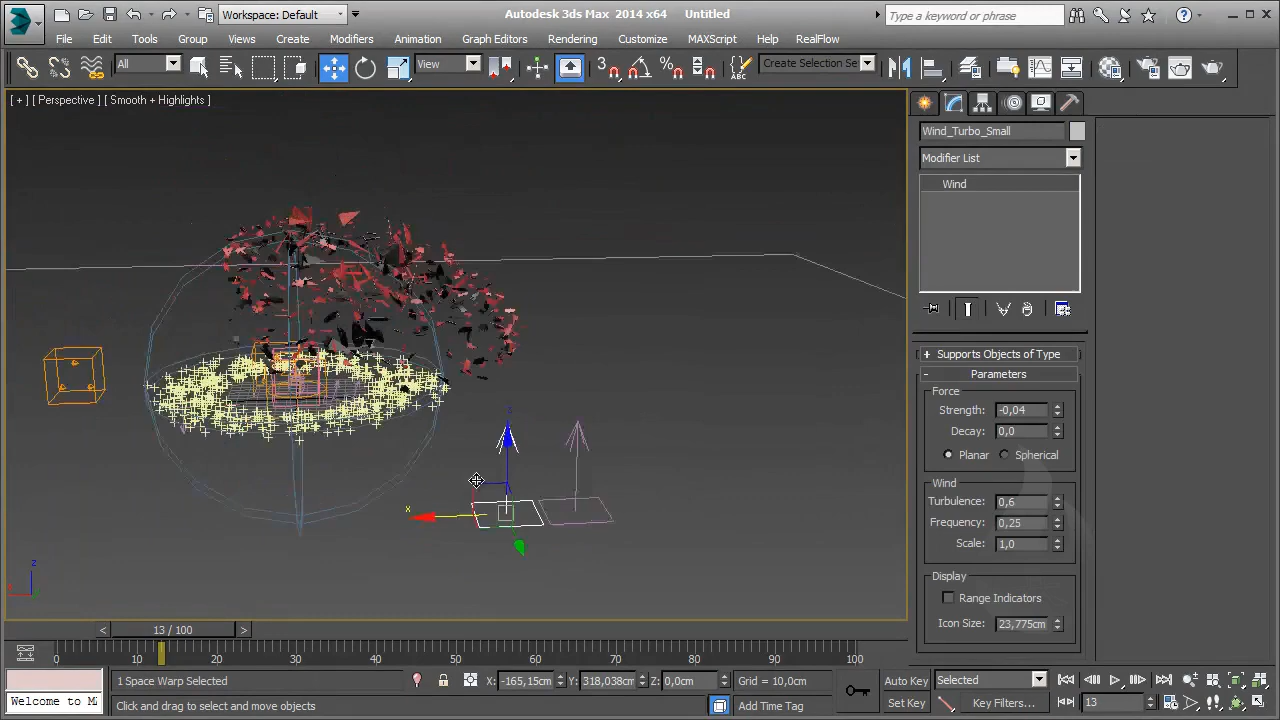 Workspace: Default
Autodesk 3ds Max 2014 x64 Untitled
Type a keyword or phrase
File Edit Tools Group Views Create Modifiers Animation Graph Editors Rendering Customize MAXScript Help RealFlow
All
View
3
ABC
Create Selection Se
[ + ] [ Perspective ] [ Smooth + Highlights ]
Wind_Turbo_Small
Modifier List
Wind
+ Supports Objects of Type
- Parameters
Force
Strength: -0,04
Decay: 0,0
Planar Spherical
Wind
Turbulence: 0,6
Frequency: 0,25
Scale: 1,0
Display
Range Indicators
Icon Size: 23,775cm
x
z
< 13 / 100 >
0 10 20 30 40 50 60 70 80 90 100
1 Space Warp Selected
X: -165,15cm Y: 318,038cm Z: 0,0cm
Grid = 10,0cm
Auto Key
Selected
Welcome to M
Click and drag to select and move objects
Add Time Tag
Set Key
Key Filters...
13